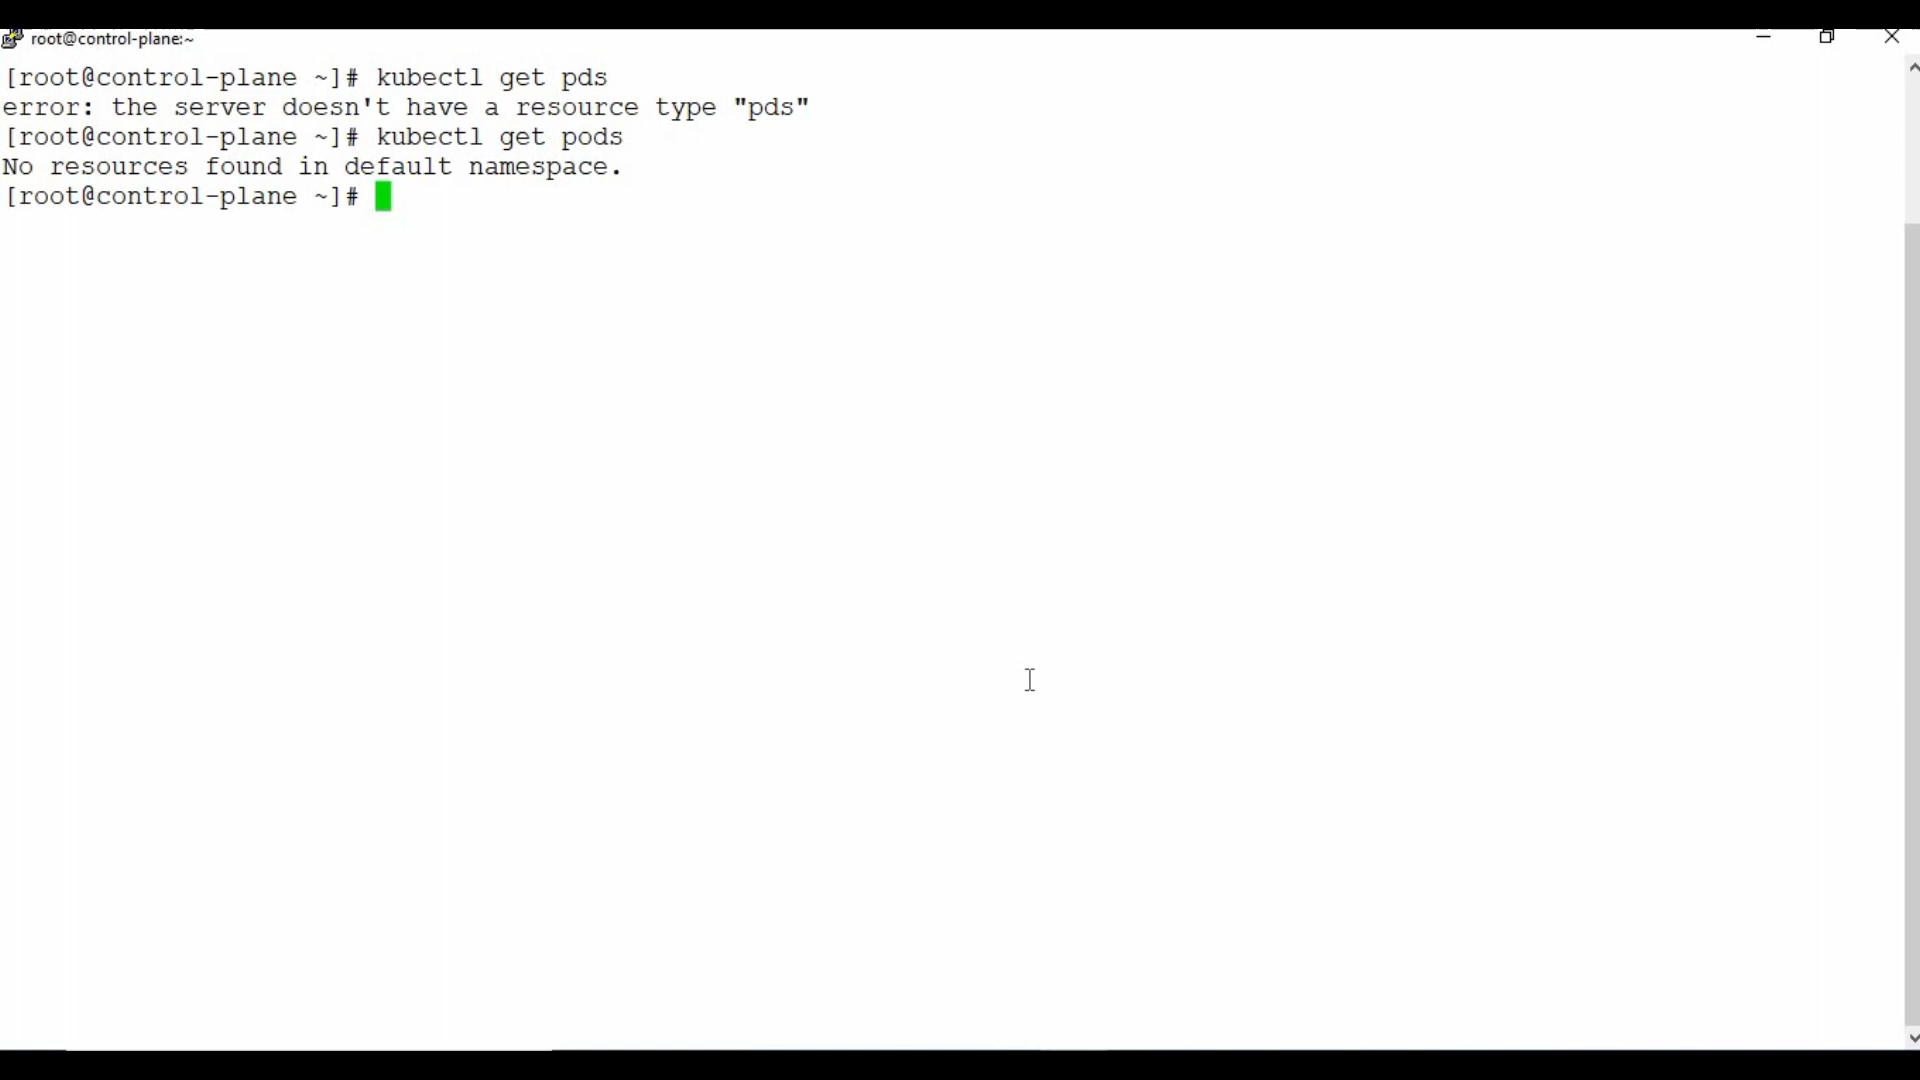 root@control-plane:~
[root@control-plane ~]# kubectl get pds
error: the server doesn't have a resource type "pds"
[root@control-plane ~]# kubectl get pods
No resources found in default namespace.
[root@control-plane ~]#